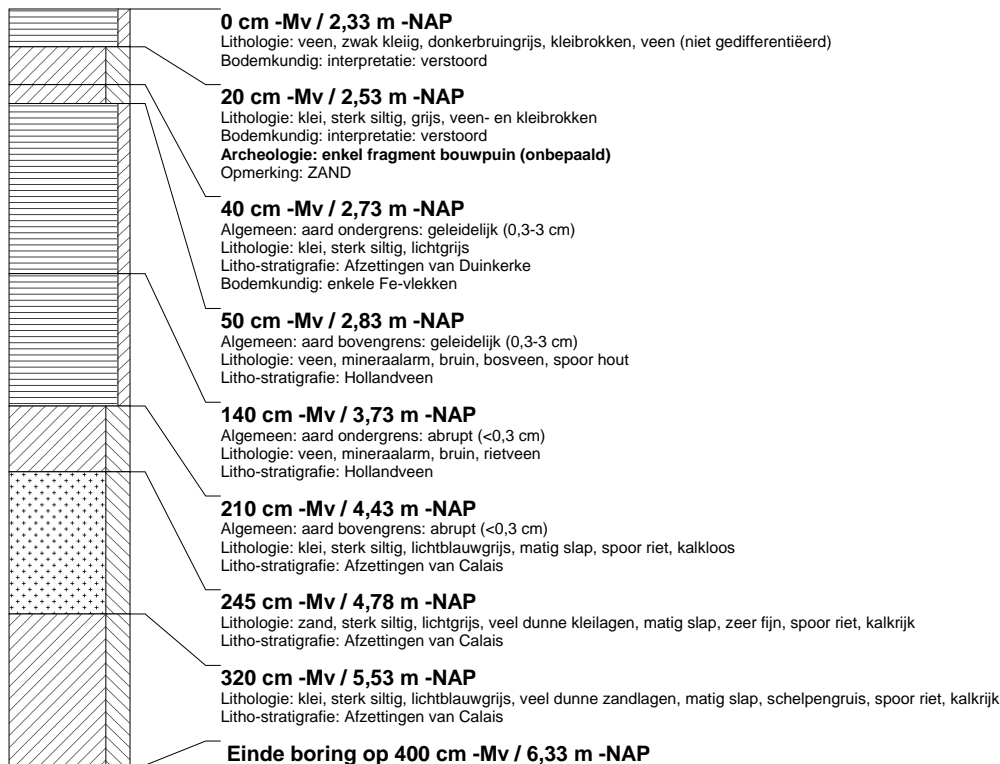 0 cm -Mv / 2,33 m -NAP
Lithologie: veen, zwak kleiig, donkerbruingrijs, kleibrokken, veen (niet gedifferentiëerd)
Bodemkundig: interpretatie: verstoord
20 cm -Mv / 2,53 m -NAP
Lithologie: klei, sterk siltig, grijs, veen- en kleibrokken
Bodemkundig: interpretatie: verstoord
Archeologie: enkel fragment bouwpuin (onbepaald)
Opmerking: ZAND
40 cm -Mv / 2,73 m -NAP
Algemeen: aard ondergrens: geleidelijk (0,3-3 cm)
Lithologie: klei, sterk siltig, lichtgrijs
Litho-stratigrafie: Afzettingen van Duinkerke
Bodemkundig: enkele Fe-vlekken
50 cm -Mv / 2,83 m -NAP
Algemeen: aard bovengrens: geleidelijk (0,3-3 cm)
Lithologie: veen, mineraalarm, bruin, bosveen, spoor hout
Litho-stratigrafie: Hollandveen
140 cm -Mv / 3,73 m -NAP
Algemeen: aard ondergrens: abrupt (<0,3 cm)
Lithologie: veen, mineraalarm, bruin, rietveen
Litho-stratigrafie: Hollandveen
210 cm -Mv / 4,43 m -NAP
Algemeen: aard bovengrens: abrupt (<0,3 cm)
Lithologie: klei, sterk siltig, lichtblauwgrijs, matig slap, spoor riet, kalkloos
Litho-stratigrafie: Afzettingen van Calais
245 cm -Mv / 4,78 m -NAP
Lithologie: zand, sterk siltig, lichtgrijs, veel dunne kleilagen, matig slap, zeer fijn, spoor riet, kalkrijk
Litho-stratigrafie: Afzettingen van Calais
320 cm -Mv / 5,53 m -NAP
Lithologie: klei, sterk siltig, lichtblauwgrijs, veel dunne zandlagen, matig slap, schelpengruis, spoor riet, kalkrijk
Litho-stratigrafie: Afzettingen van Calais
Einde boring op 400 cm -Mv / 6,33 m -NAP